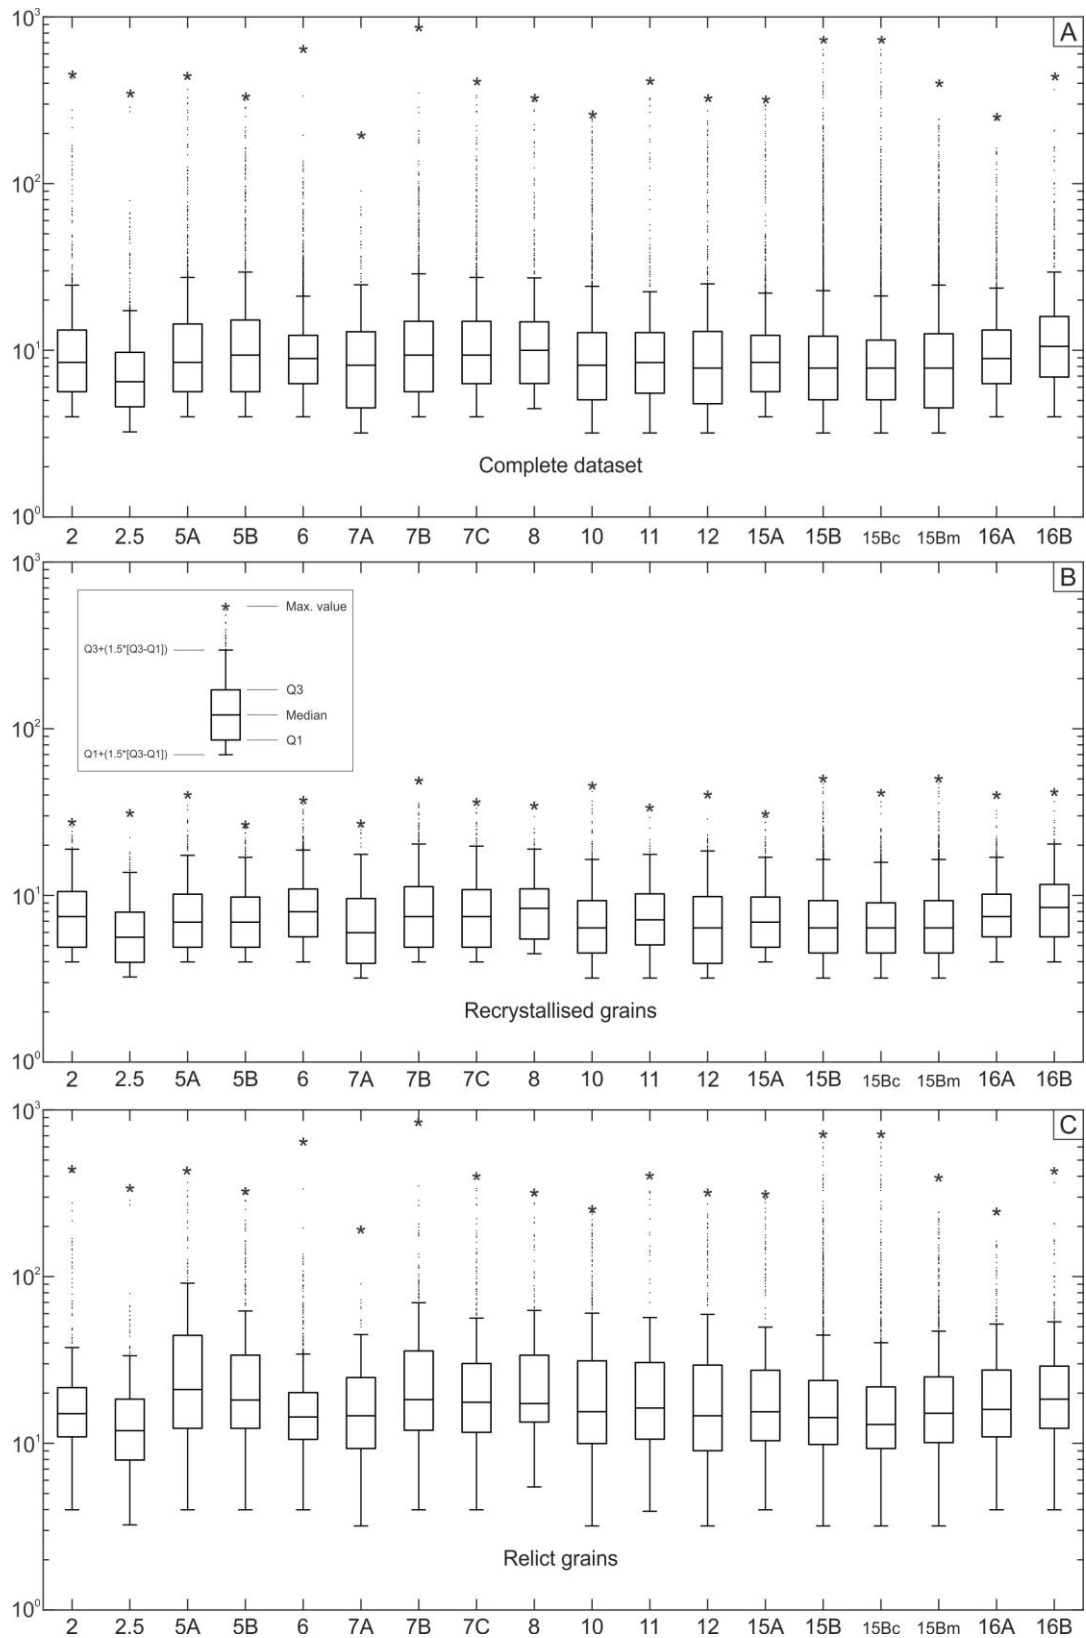 10³
A
10²
10¹
Complete dataset
10⁰
2 2.5 5A 5B 6 7A 7B 7C 8 10 11 12 15A 15B 15Bc 15Bm 16A 16B
10³
B
* Max. value
Q3+(1.5*[Q3-Q1])
Q3
10²
Median
Q1
Q1+(1.5*[Q3-Q1])
10¹
Recrystallised grains
10⁰
2 2.5 5A 5B 6 7A 7B 7C 8 10 11 12 15A 15B 15Bc 15Bm 16A 16B
10³
C
10²
10¹
Relict grains
10⁰
2 2.5 5A 5B 6 7A 7B 7C 8 10 11 12 15A 15B 15Bc 15Bm 16A 16B